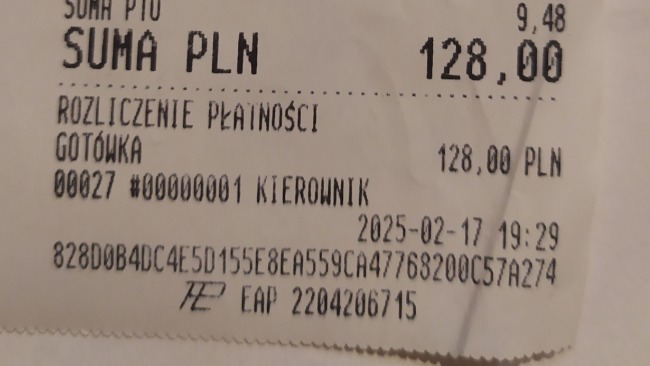 SUMA PTU 9,48
SUMA PLN 128,00
ROZLICZENIE PŁATNOŚCI
GOTÓWKA 128,00 PLN
00027 #00000001 KIEROWNIK
2025-02-17 19:29
828D0B4DC4E5D155E8EA559CA47768200C57A274
EAP 2204206715